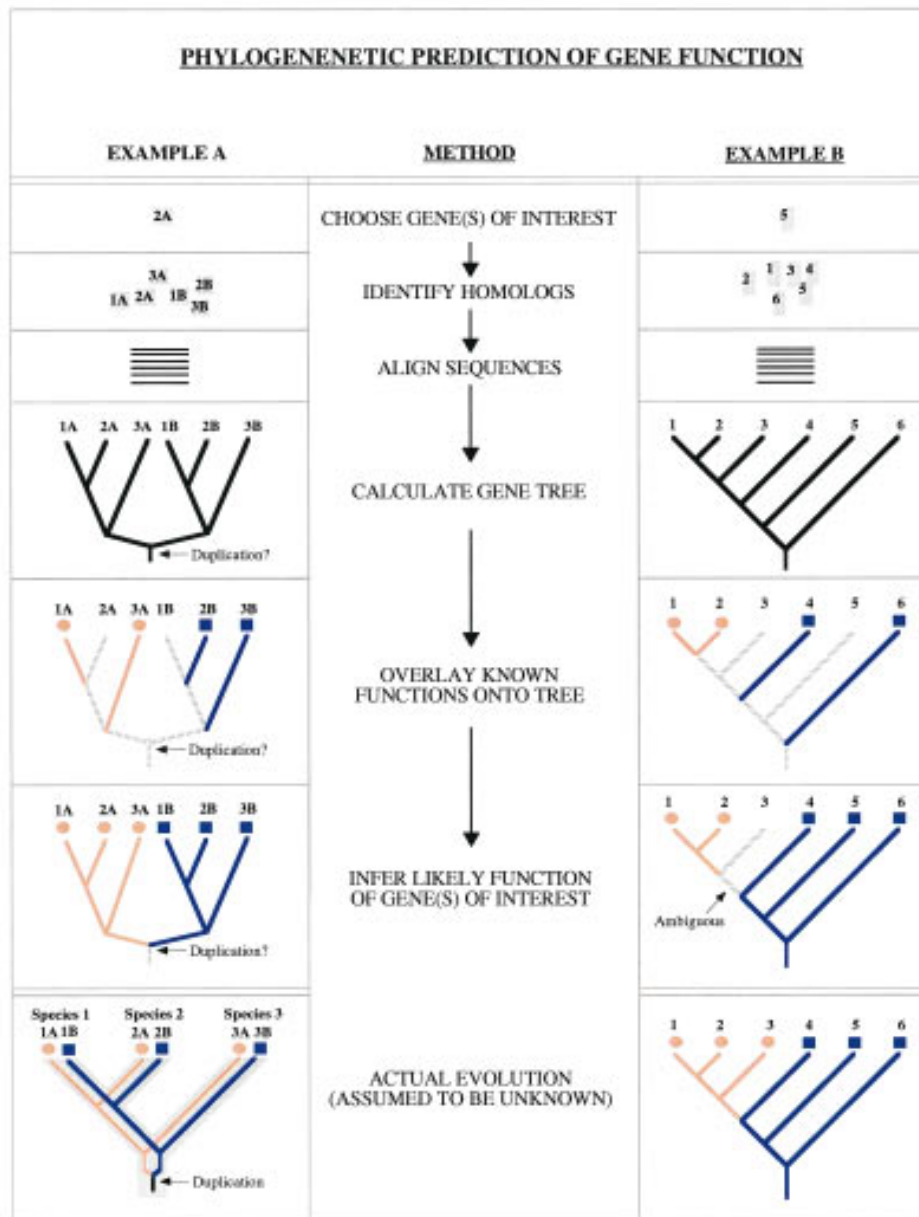 PHYLOGENENETIC PREDICTION OF GENE FUNCTION
EXAMPLE A
METHOD
EXAMPLE B
2A
CHOOSE GENE(S) OF INTEREST
5
3A
2B
1A 2A 1B
3B
IDENTIFY HOMOLOGS
1 3 4
2
5
6
ALIGN SEQUENCES
1A 2A 3A 1B 2B 3B
Duplication?
CALCULATE GENE TREE
1 2 3 4 5 6
1A 2A 3A 1B 2B 3B
Duplication?
OVERLAY KNOWN
FUNCTIONS ONTO TREE
1 2 3 4 5 6
1A 2A 3A 1B 2B 3B
Duplication?
INFER LIKELY FUNCTION
OF GENE(S) OF INTEREST
1 2 3 4 5 6
Ambiguous
Species 1 Species 2 Species 3
1A 1B 2A 2B 3A 3B
Duplication
ACTUAL EVOLUTION
(ASSUMED TO BE UNKNOWN)
1 2 3 4 5 6